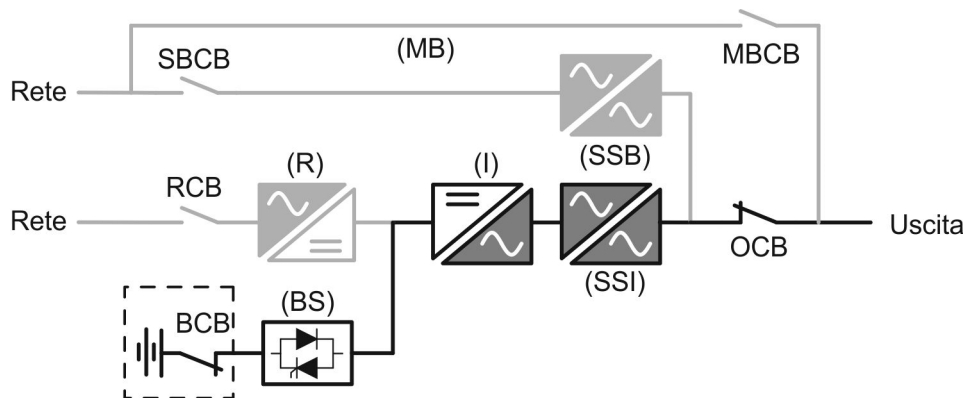 (MB)
MBCB
SBCB
Rete
(SSB)
(R)
(I)
RCB
Rete
Uscita
OCB
(SSI)
(BS)
BCB